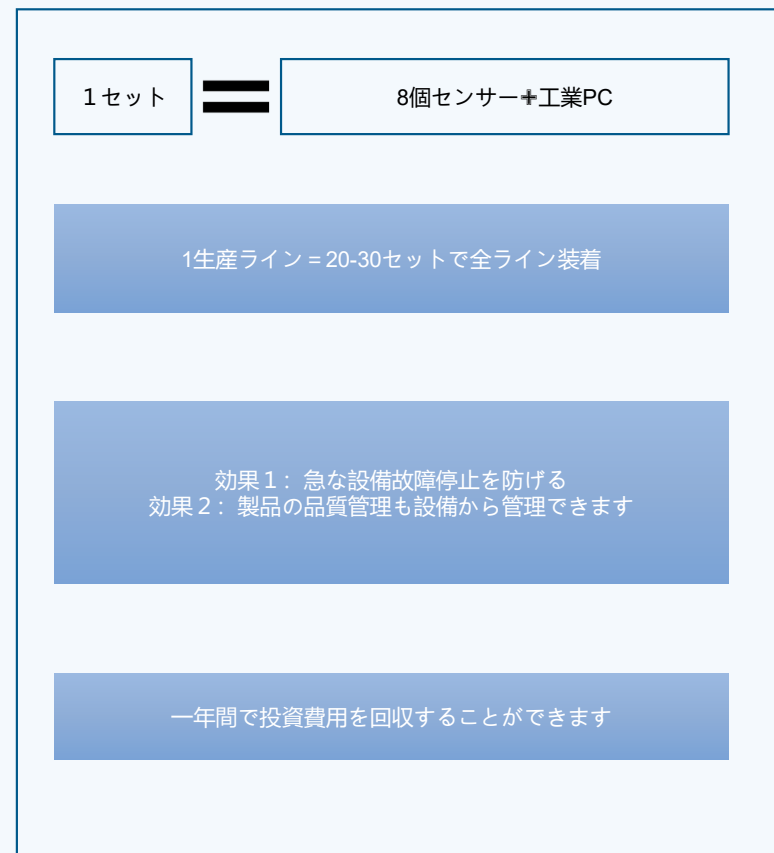 １セット
=
8個センサー+工業PC
1生産ライン = 20-30セットで全ライン装着
効果１: 急な設備故障停止を防げる
効果２: 製品の品質管理も設備から管理できます
一年間で投資費用を回収することができます